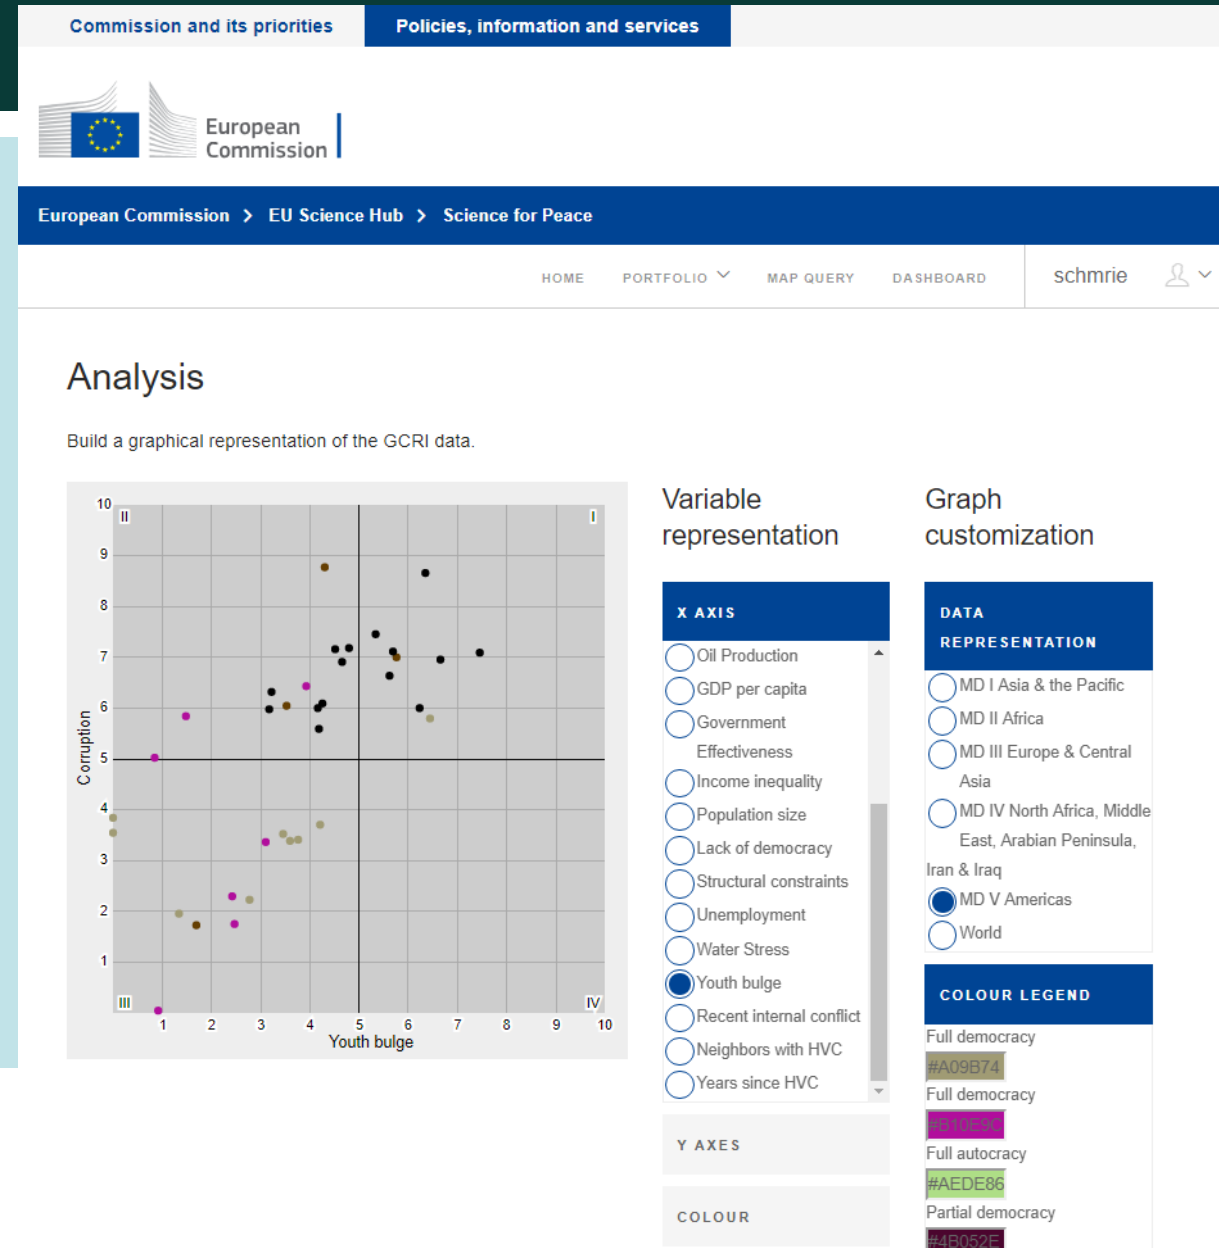 Commission and its priorities
Policies, information and services
European
Commission
European Commission > EU Science Hub > Science for Peace
HOME
PORTFOLIO
MAP QUERY
DASHBOARD
schmrie
Analysis
Build a graphical representation of the GCRI data.
10
9
8
7
6
5
4
3
2
1
II
I
III
IV
Corruption
1
2
3
4
5
6
7
8
9
10
Youth bulge
Variable
representation
X AXIS
Oil Production
GDP per capita
Government
Effectiveness
Income inequality
Population size
Lack of democracy
Structural constraints
Unemployment
Water Stress
Youth bulge
Recent internal conflict
Neighbors with HVC
Years since HVC
Y AXES
COLOUR
Graph
customization
DATA
REPRESENTATION
MD I Asia & the Pacific
MD II Africa
MD III Europe & Central
Asia
MD IV North Africa, Middle
East, Arabian Peninsula,
Iran & Iraq
MD V Americas
World
COLOUR LEGEND
Full democracy
#A09B74
Full democracy
#B10E9C
Full autocracy
#AEDE86
Partial democracy
#4B052E